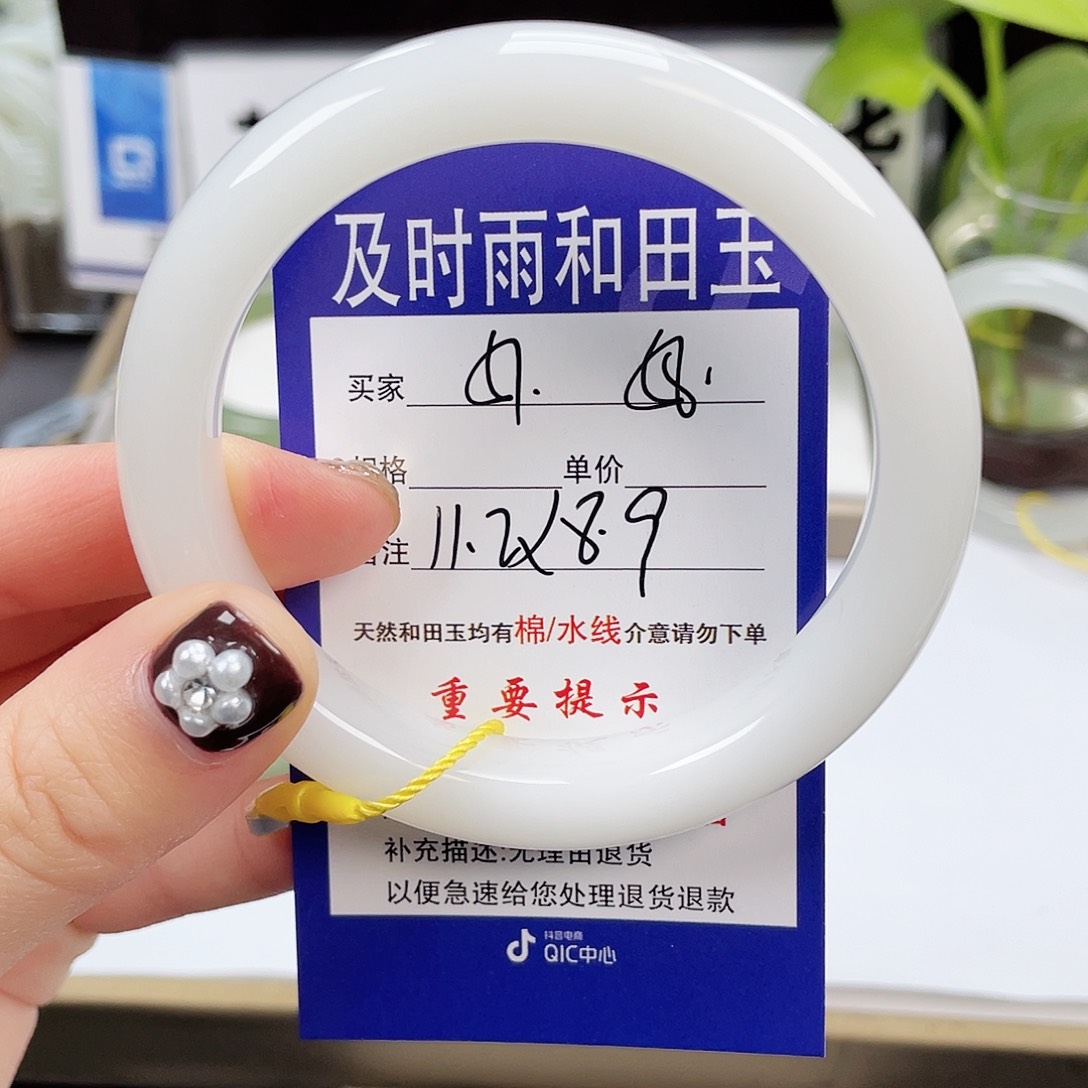 及时雨和田玉
买家
规格 单价
备注 11.2X8.9
天然和田玉均有棉/水线介意请勿下单
重要提示
补充描述:无理由退货
以便急速给您处理退货退款
抖音电商
QIC中心